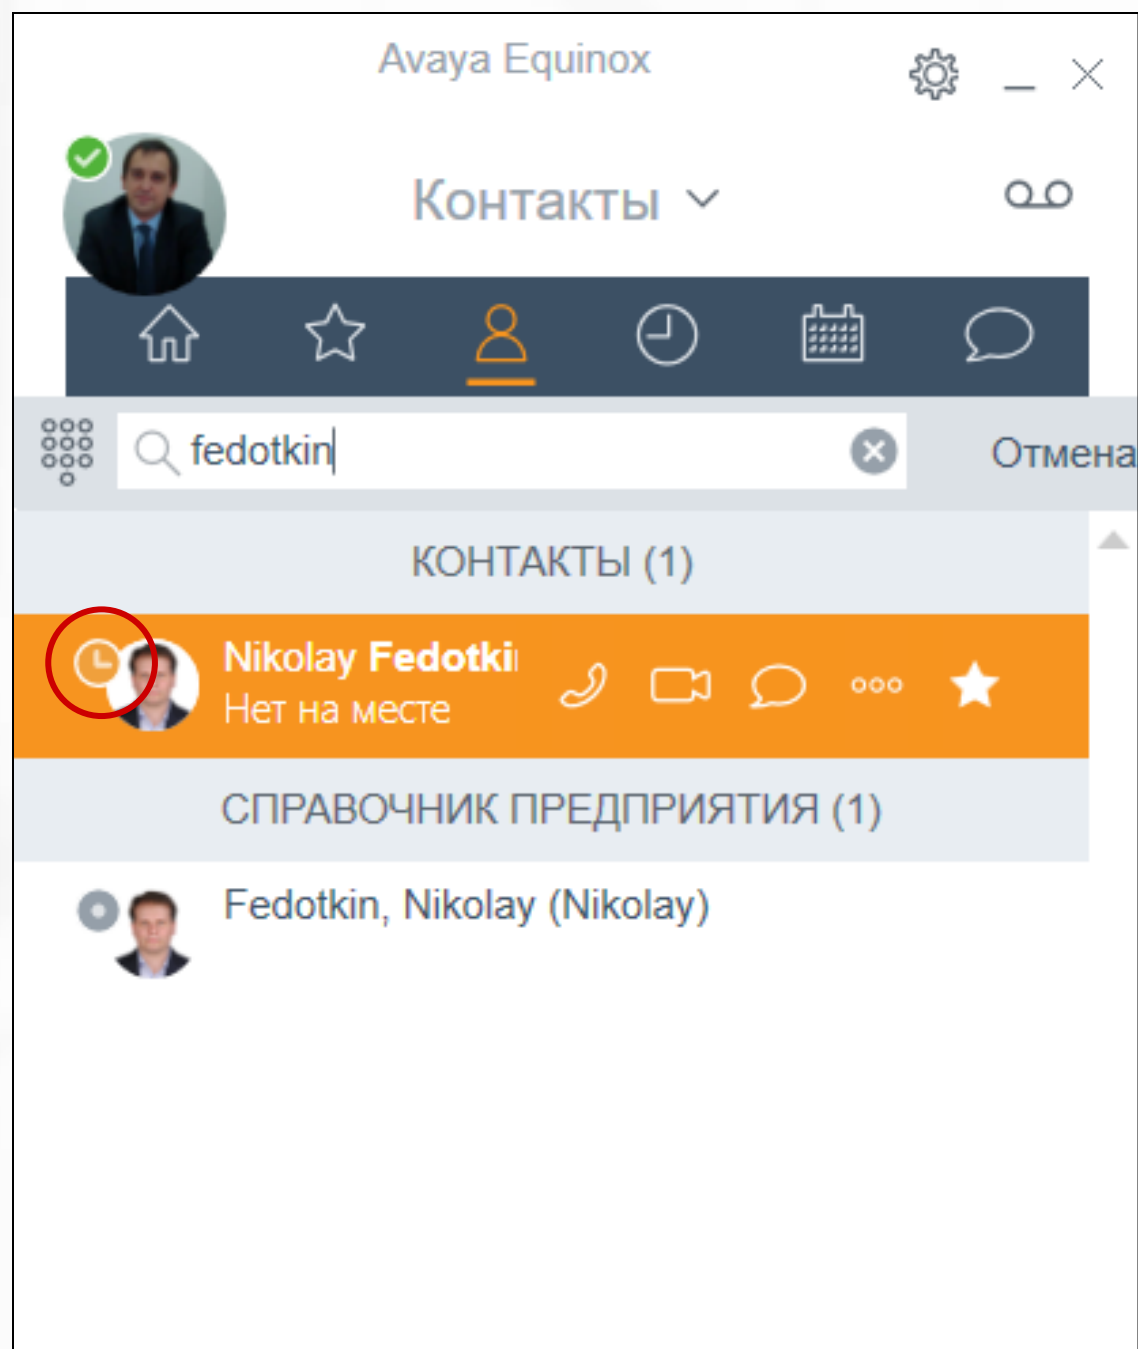 Avaya Equinox
Контакты
fedotkin
Отмена
КОНТАКТЫ (1)
Nikolay Fedotki
Нет на месте
СПРАВОЧНИК ПРЕДПРИЯТИЯ (1)
Fedotkin, Nikolay (Nikolay)